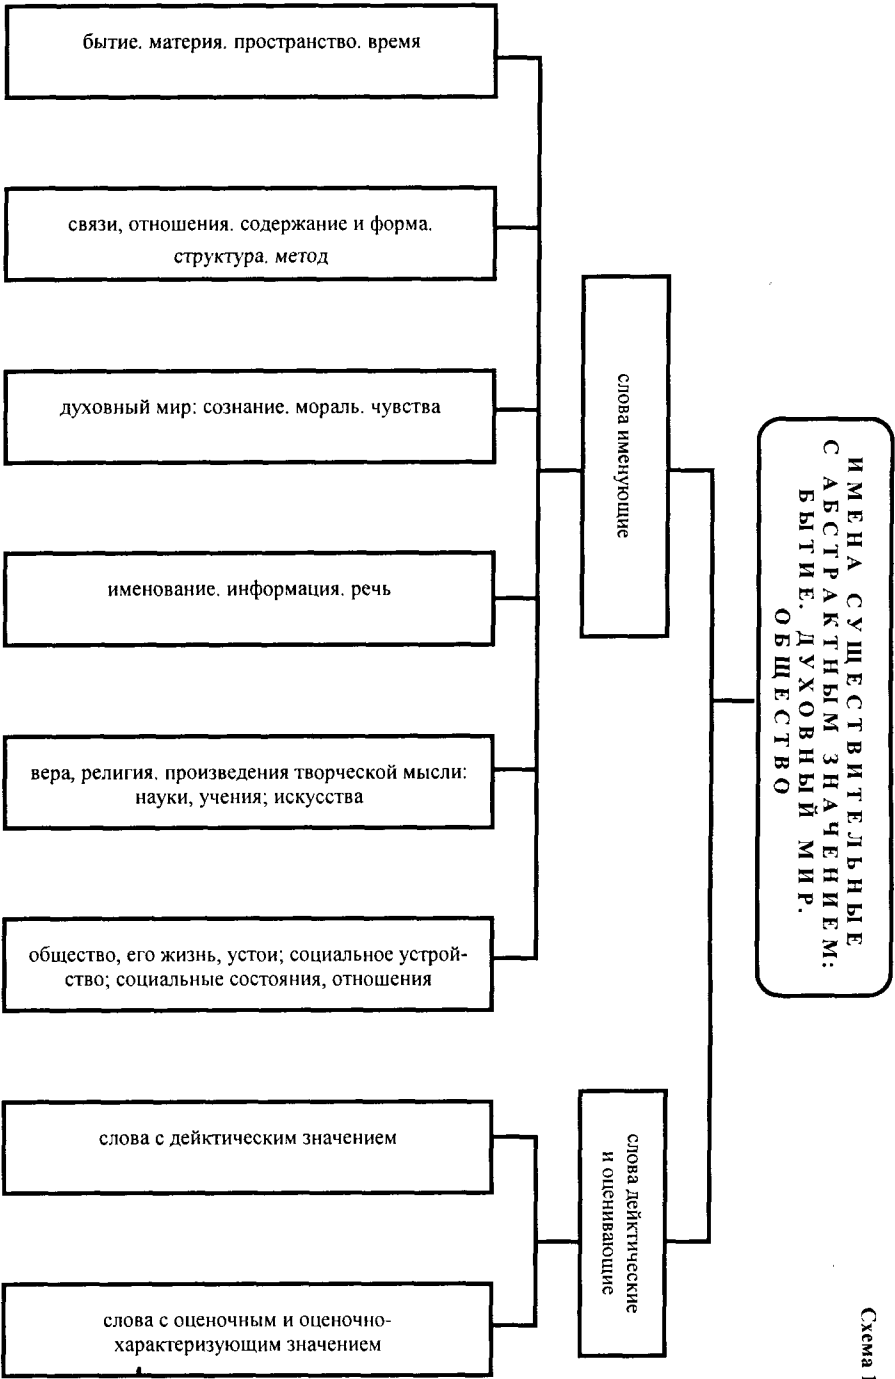 Схема 1
ИМЕНА СУЩЕСТВИТЕЛЬНЫЕ
С АБСТРАКТНЫМ ЗНАЧЕНИЕМ:
БЫТИЕ. ДУХОВНЫЙ МИР.
ОБЩЕСТВО
слова именующие
слова дейктические
и оценивающие
бытие. материя. пространство. время
связи, отношения. содержание и форма.
структура. метод
духовный мир: сознание. мораль. чувства
именование. информация. речь
вера, религия. произведения творческой мысли:
науки, учения; искусства
общество, его жизнь, устои; социальное устрой-
ство; социальные состояния, отношения
слова с дейктическим значением
слова с оценочным и оценочно-
характеризующим значением